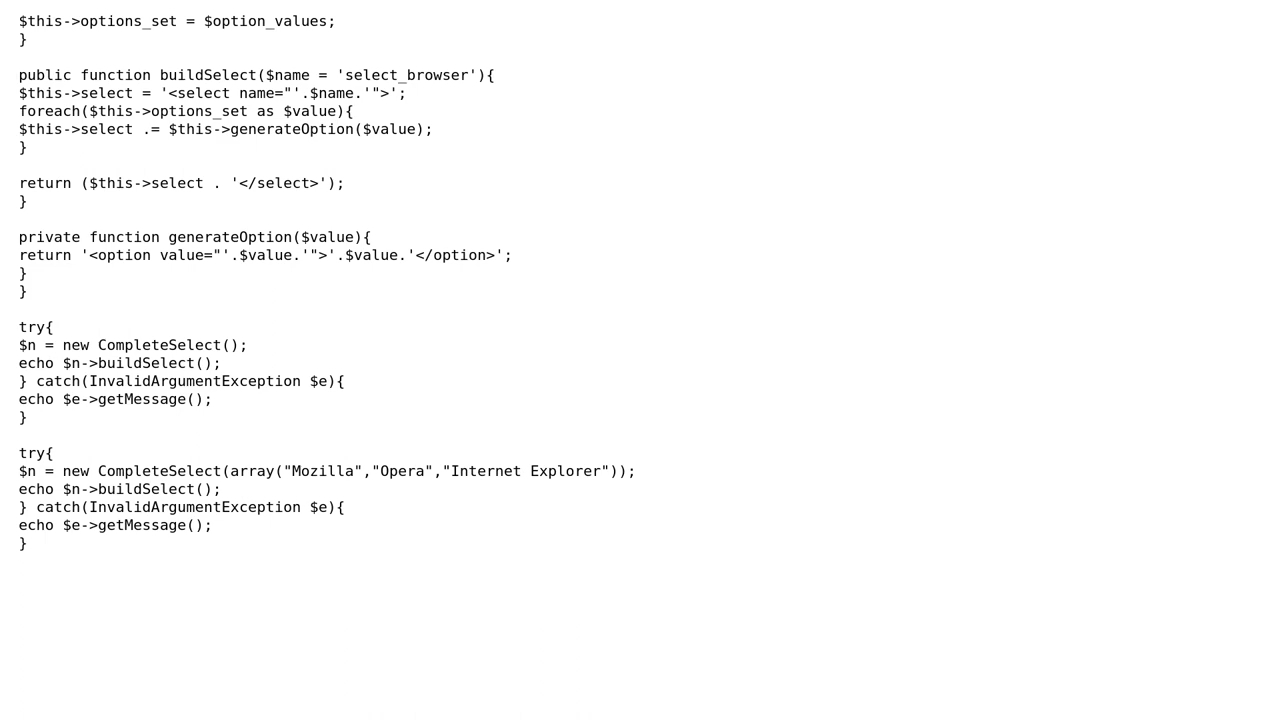 $this->options_set = $option_values;
}

public function buildSelect($name = 'select_browser'){
$this->select = '<select name="'.$name.'">';
foreach($this->options_set as $value){
$this->select .= $this->generateOption($value);
}

return ($this->select . '</select>');
}

private function generateOption($value){
return '<option value="'.$value.'">'.$value.'</option>';
}
}

try{
$n = new CompleteSelect();
echo $n->buildSelect();
} catch(InvalidArgumentException $e){
echo $e->getMessage();
}

try{
$n = new CompleteSelect(array("Mozilla","Opera","Internet Explorer"));
echo $n->buildSelect();
} catch(InvalidArgumentException $e){
echo $e->getMessage();
}